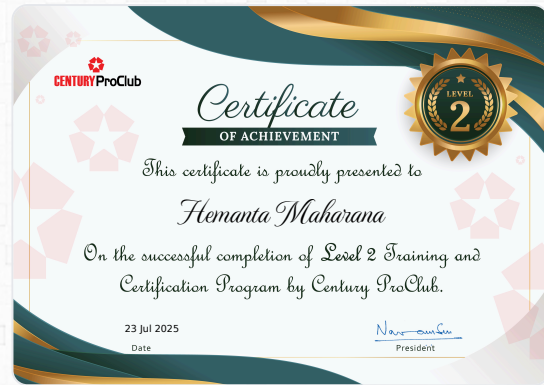 CENTURY ProClub
LEVEL
2
Certificate
OF ACHIEVEMENT
This certificate is proudly presented to
Hemanta Maharana
On the successful completion of Level 2 Training and
Certification Program by Century ProClub.
23 Jul 2025
Date
President